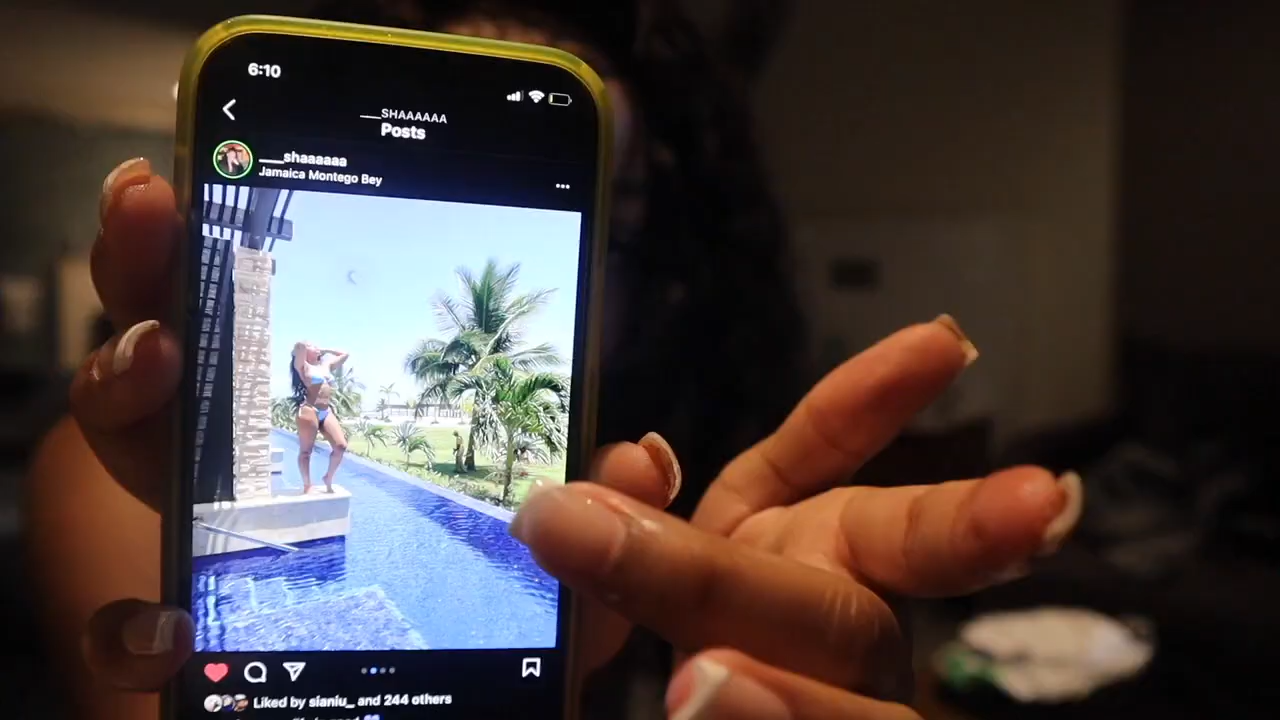 6:10
___SHAAAAAA
Posts
___shaaaaaa
Jamaica Montego Bey
Liked by sianiu_ and 244 others